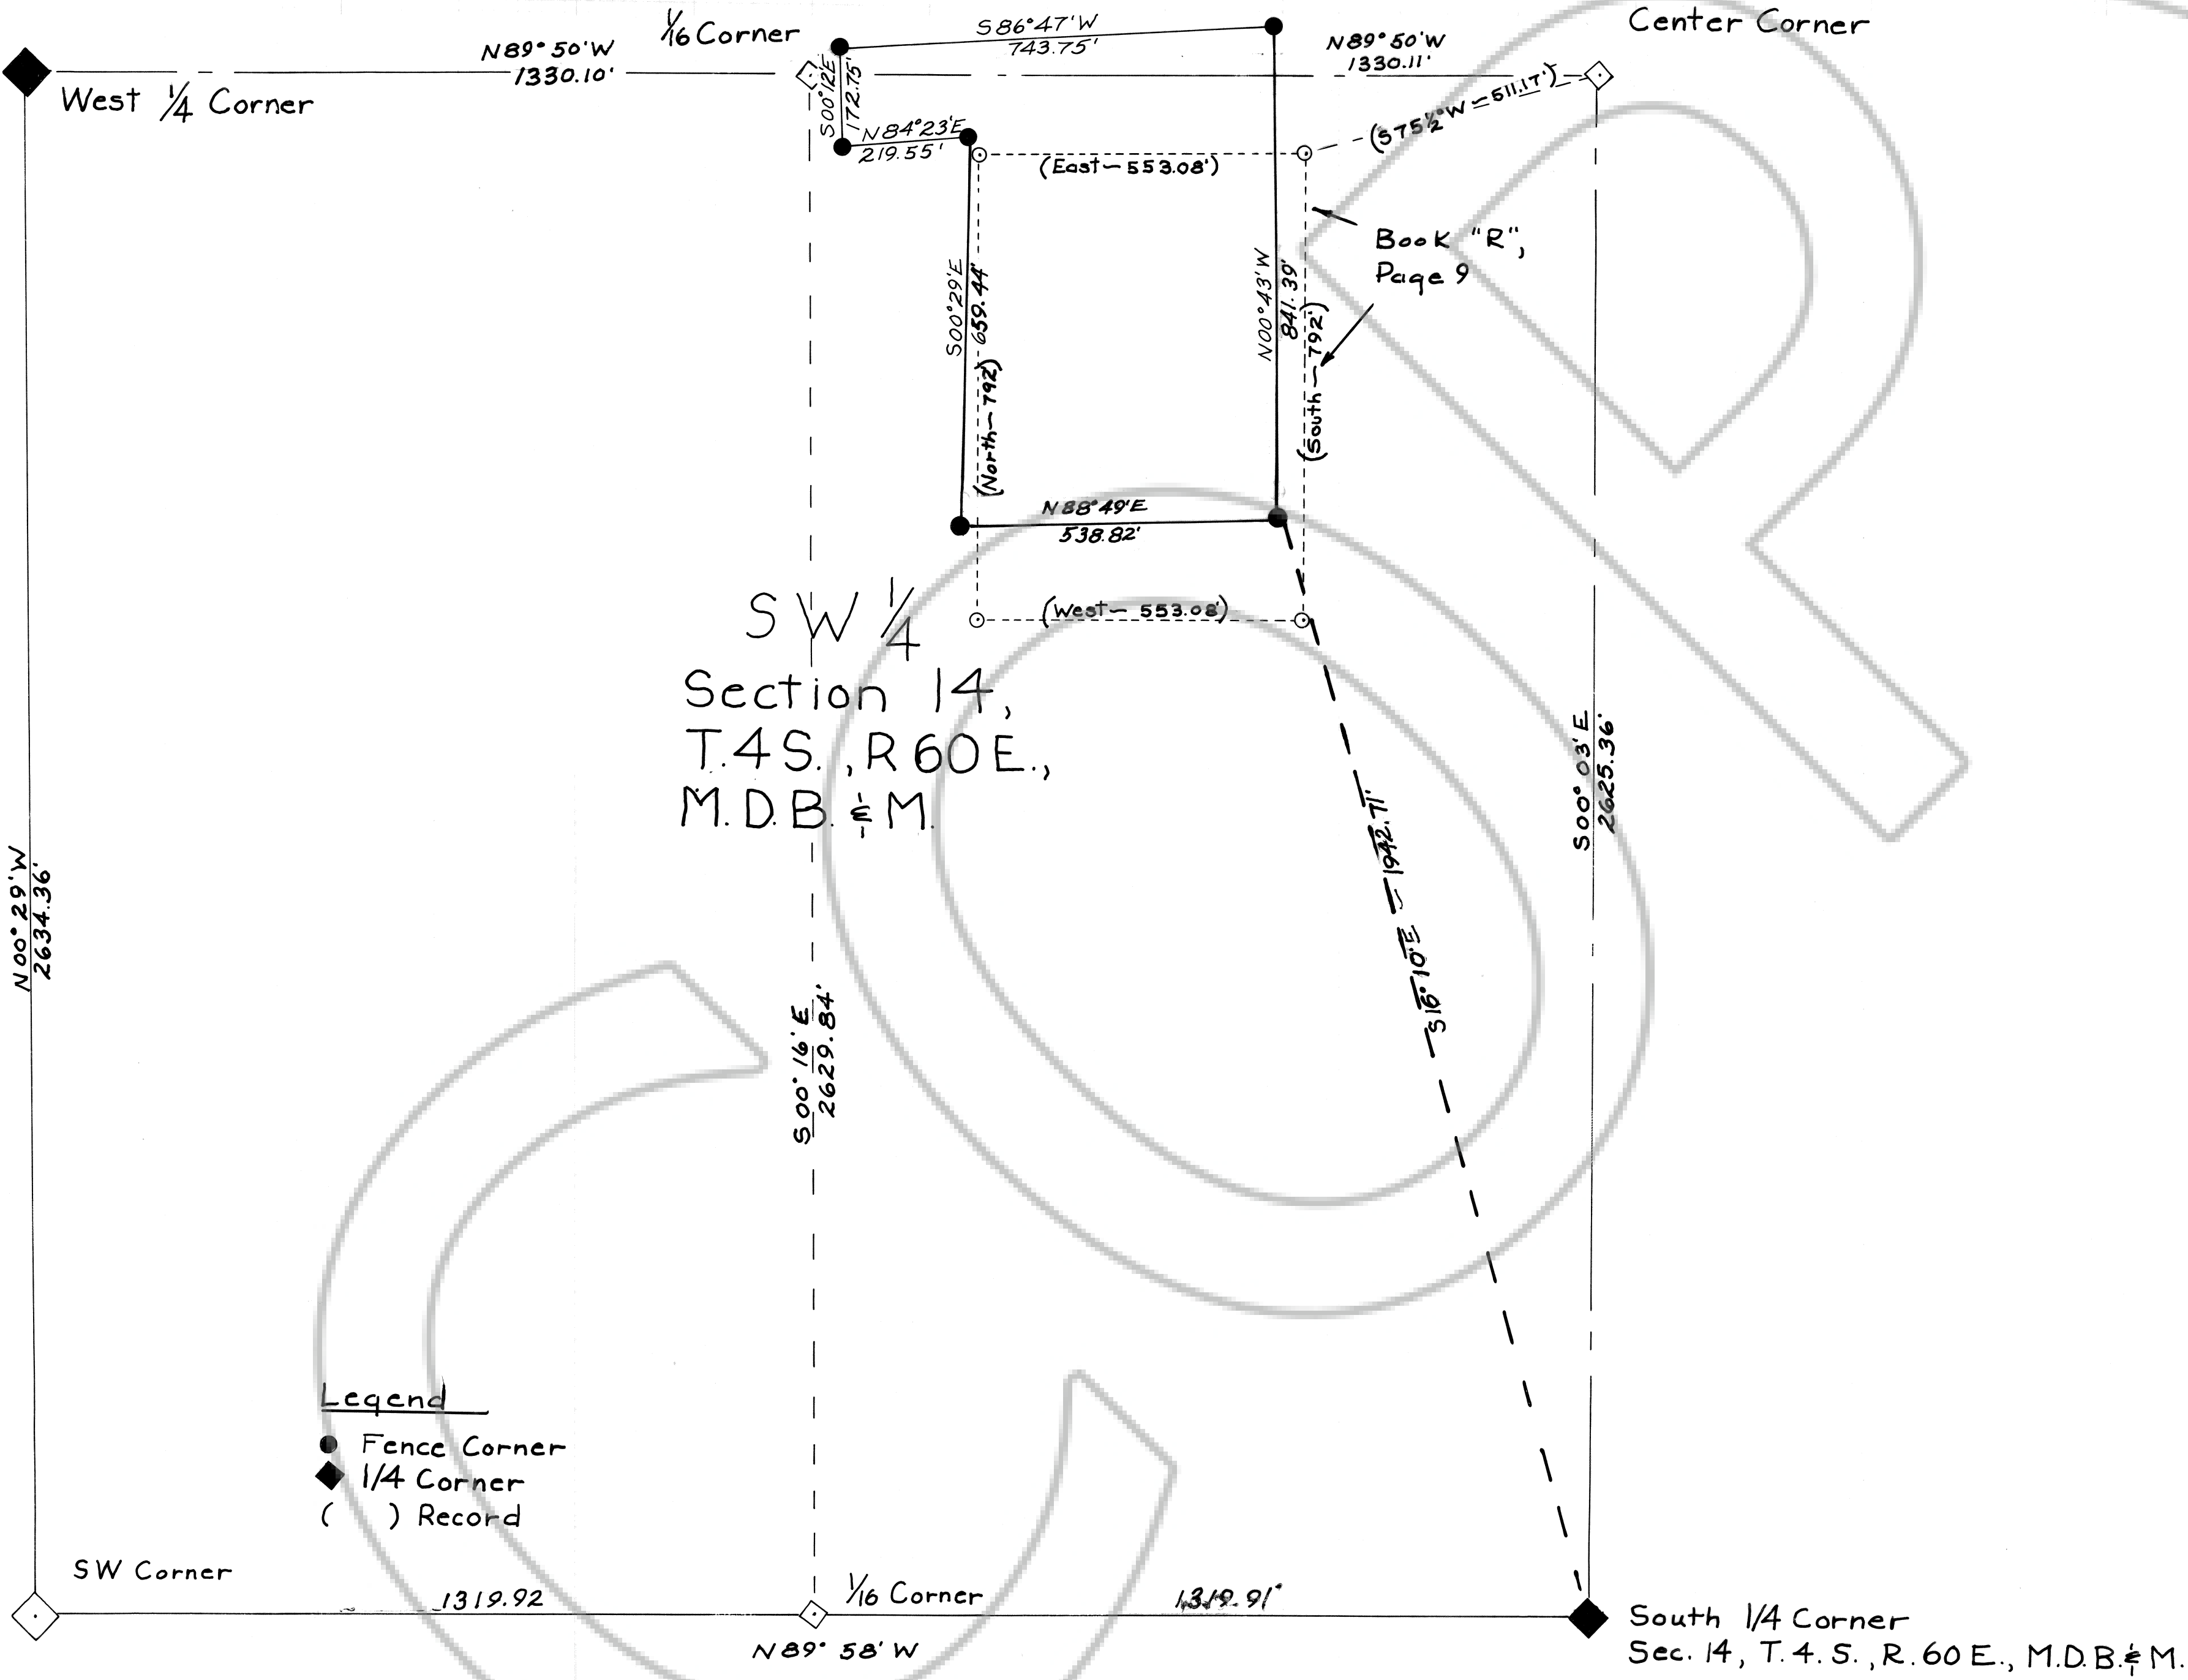 Center Corner
1/16 Corner
S86°47'W
743.75'
N89°50'W
1330.10'
N89°50'W
1330.11'
West 1/4 Corner
S00°12'E
172.75'
N84°23'E
219.55'
(S75½°W—511.17')
(East—553.08')
Book "R",
Page 9
S00°29'E
659.44'
(North—792')
N00°43'W
841.39'
(South—792')
N88°49'E
538.82'
(West—553.08')
SW 1/4
Section 14,
T.4S., R60E.,
M.D.B.&M.
S00°03'E
2625.36'
N00°29'W
2634.36'
S16°10'E—1942.71'
S00°16'E
2629.84'
Legend
Fence Corner
1/4 Corner
( ) Record
SW Corner
1319.92
1/16 Corner
1319.91'
N89°58'W
South 1/4 Corner
Sec. 14, T.4.S., R.60E., M.D.B.&M.
COP